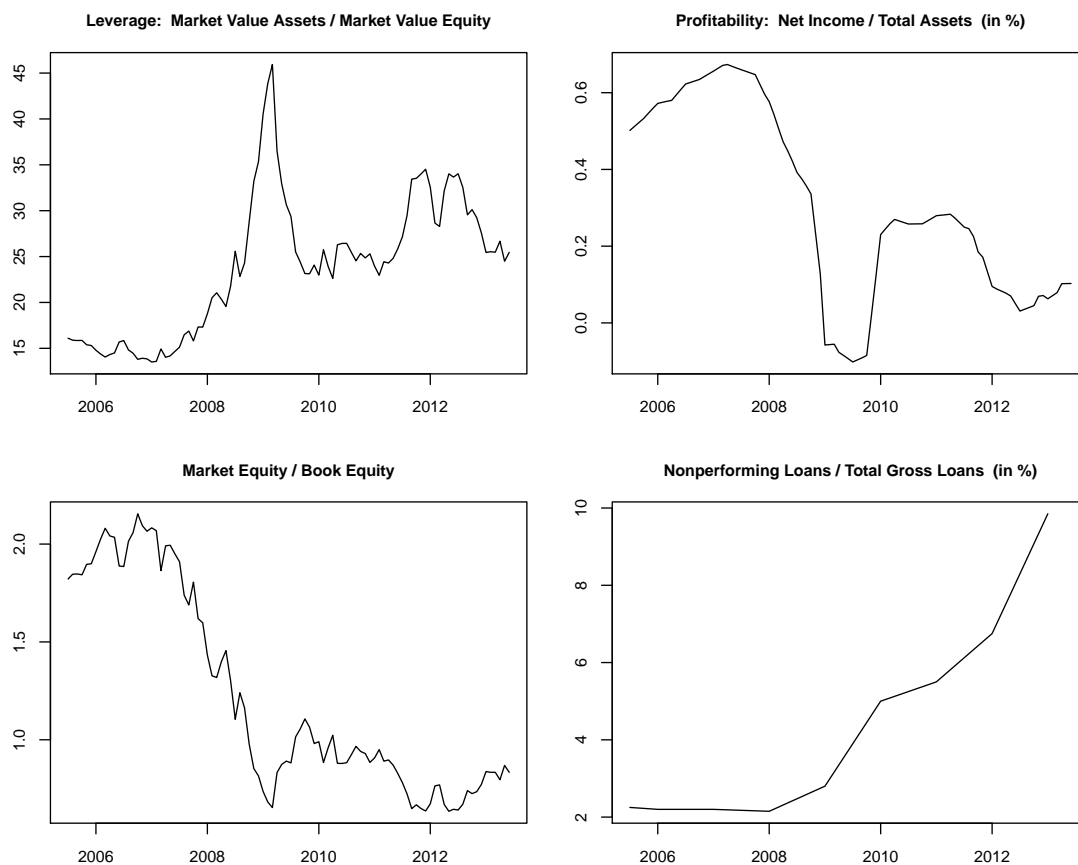 Leverage: Market Value Assets / Market Value Equity
45
40
35
30
25
20
15
2006 2008 2010 2012
Profitability: Net Income / Total Assets (in %)
0.6
0.4
0.2
0.0
2006 2008 2010 2012
Market Equity / Book Equity
2.0
1.5
1.0
2006 2008 2010 2012
Nonperforming Loans / Total Gross Loans (in %)
10
8
6
4
2
2006 2008 2010 2012